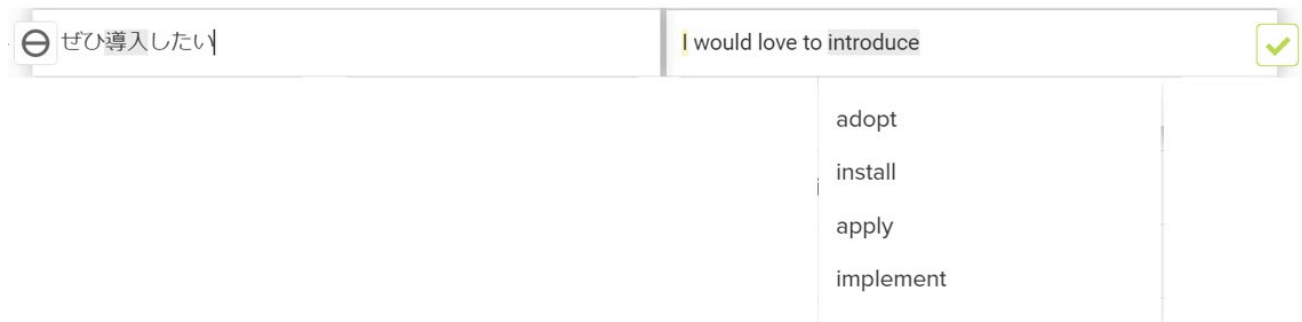 ぜひ導入したい
I would love to introduce
adopt
install
apply
implement